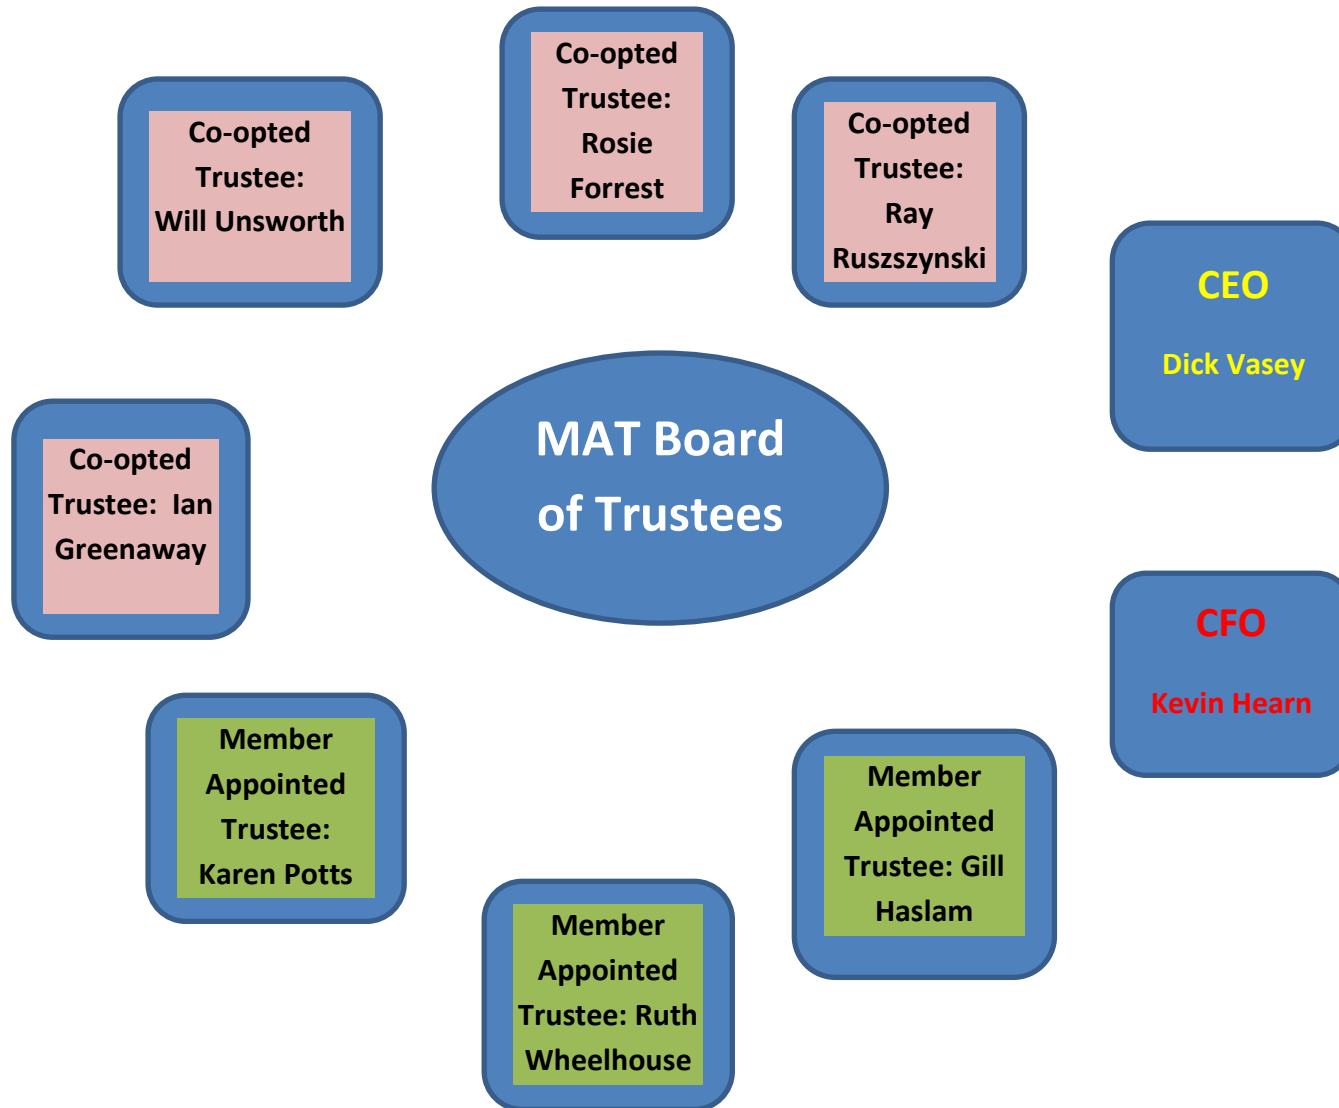 Co-opted
Trustee:
Rosie
Forrest
Co-opted
Trustee:
Will Unsworth
Co-opted
Trustee:
Ray
Ruszszynski
CEO
Dick Vasey
MAT Board
of Trustees
Co-opted
Trustee: Ian
Greenaway
CFO
Kevin Hearn
Member
Appointed
Trustee:
Karen Potts
Member
Appointed
Trustee: Gill
Haslam
Member
Appointed
Trustee: Ruth
Wheelhouse